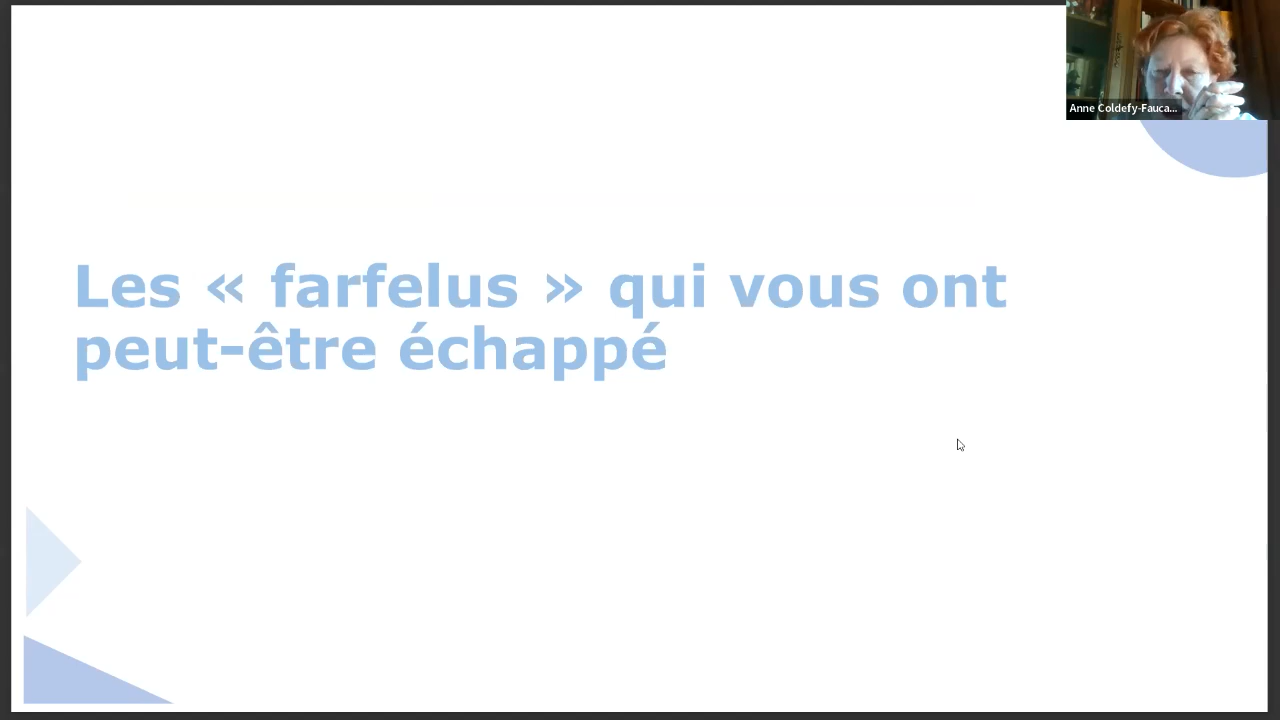 Anne Coldefy-Fauca...
Les « farfelus » qui vous ont
peut-être échappé